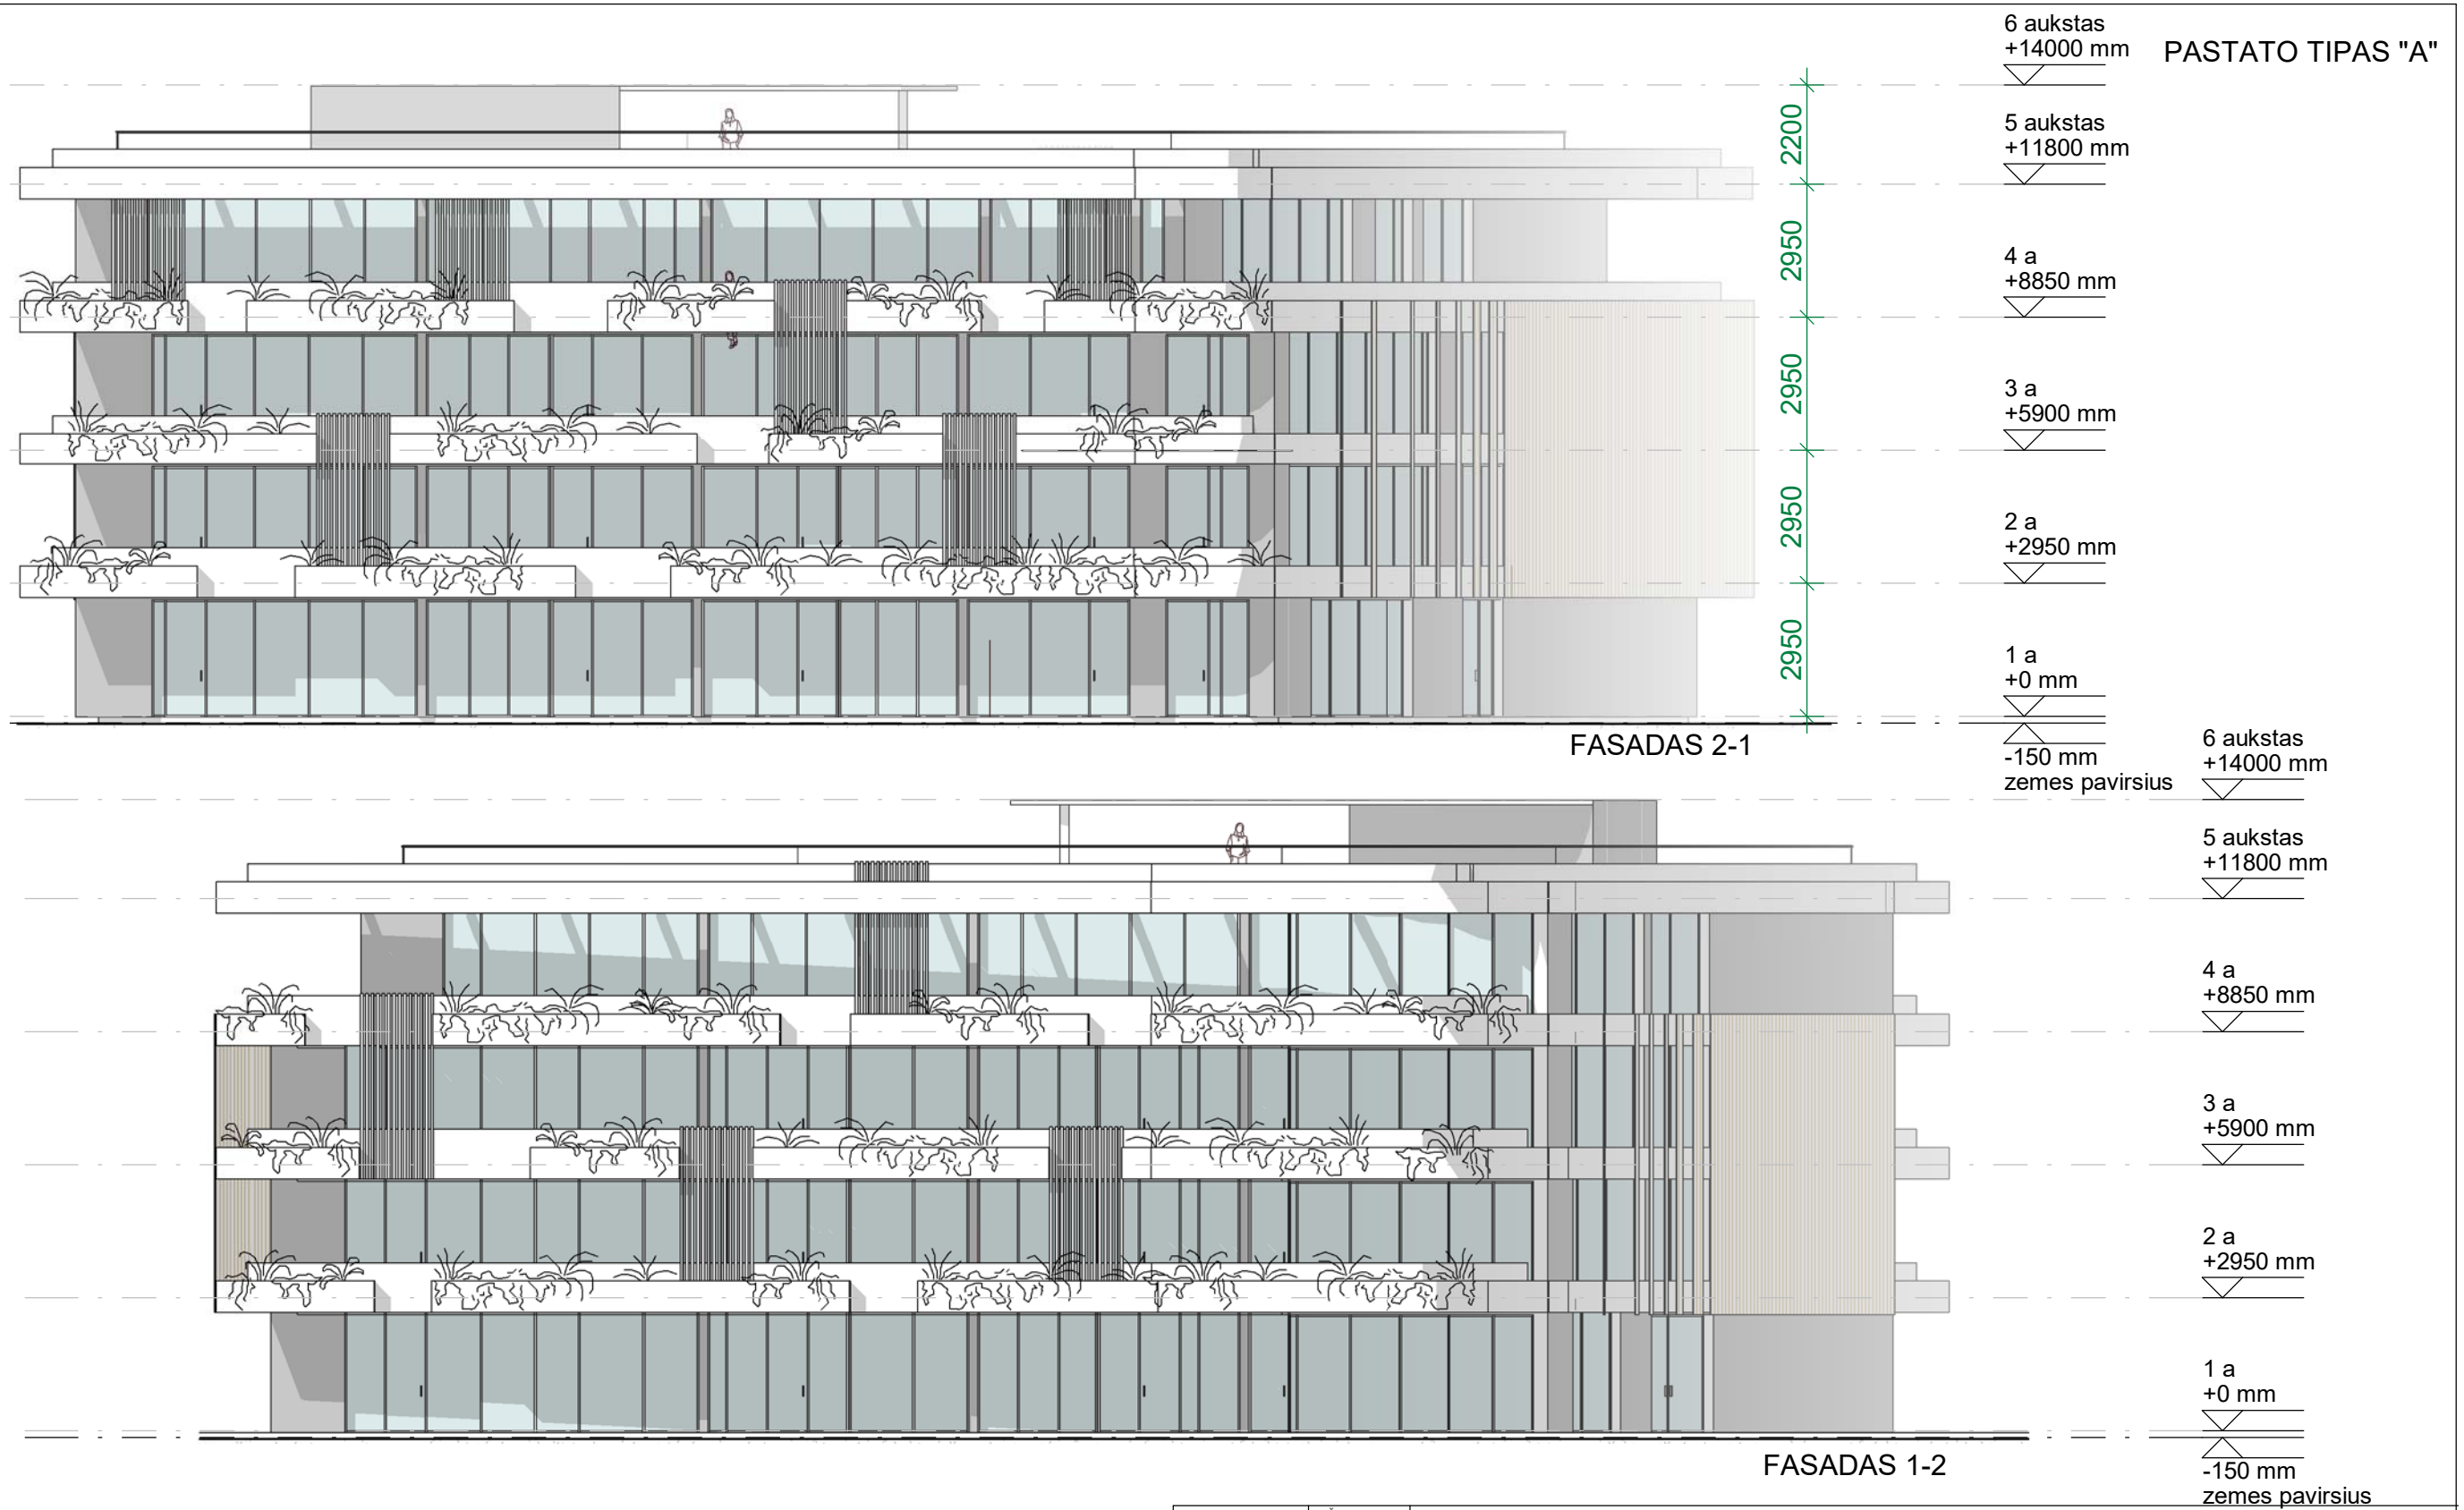 6 aukstas
+14000 mm
PASTATO TIPAS "A"
5 aukstas
+11800 mm
2200
4 a
+8850 mm
2950
3 a
+5900 mm
2950
2 a
+2950 mm
2950
1 a
+0 mm
2950
-150 mm
zemes pavirsius
FASADAS 2-1
6 aukstas
+14000 mm
5 aukstas
+11800 mm
4 a
+8850 mm
3 a
+5900 mm
2 a
+2950 mm
1 a
+0 mm
-150 mm
zemes pavirsius
FASADAS 1-2